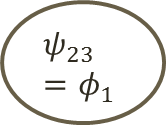 ψ₂₃
= ϕ₁